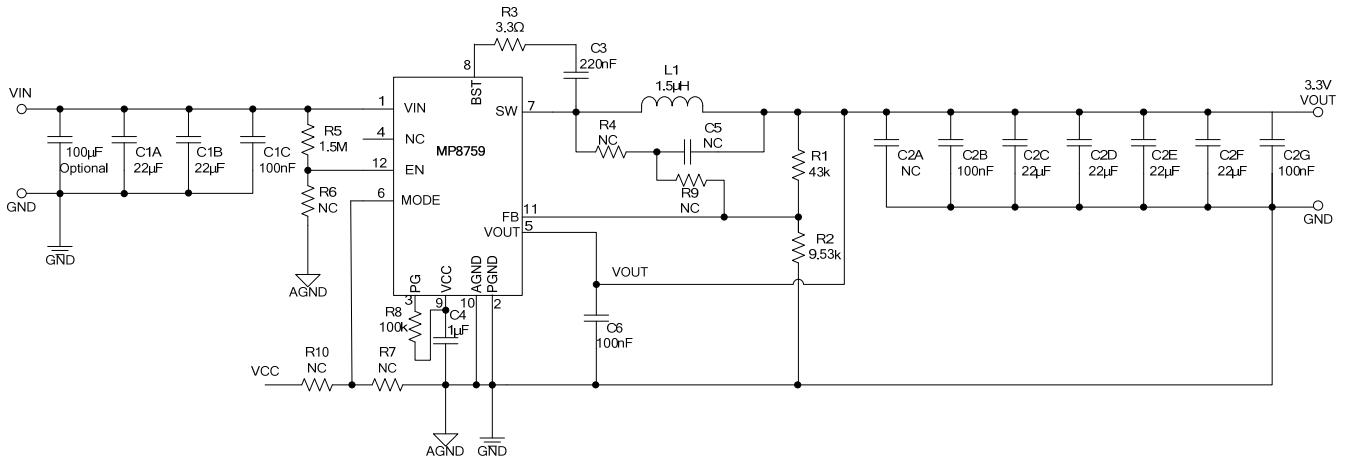 R3
3.3Ω
C3
220nF
8
BST
L1
1.5µH
VIN
1
VIN
SW
7
3.3V
VOUT
R5
1.5M
4
NC
MP8759
R4
NC
C5
NC
100µF
Optional
C1A
22µF
C1B
22µF
C1C
100nF
12
EN
R1
43k
C2A
NC
C2B
100nF
C2C
22µF
C2D
22µF
C2E
22µF
C2F
22µF
C2G
100nF
R6
NC
6
MODE
R9
NC
GND
FB
11
GND
VOUT
5
R2
9.53k
GND
AGND
PG
VCC
AGND
PGND
3
9
10
2
VOUT
R8
100k
C4
1µF
C6
100nF
VCC
R10
NC
R7
NC
AGND
GND